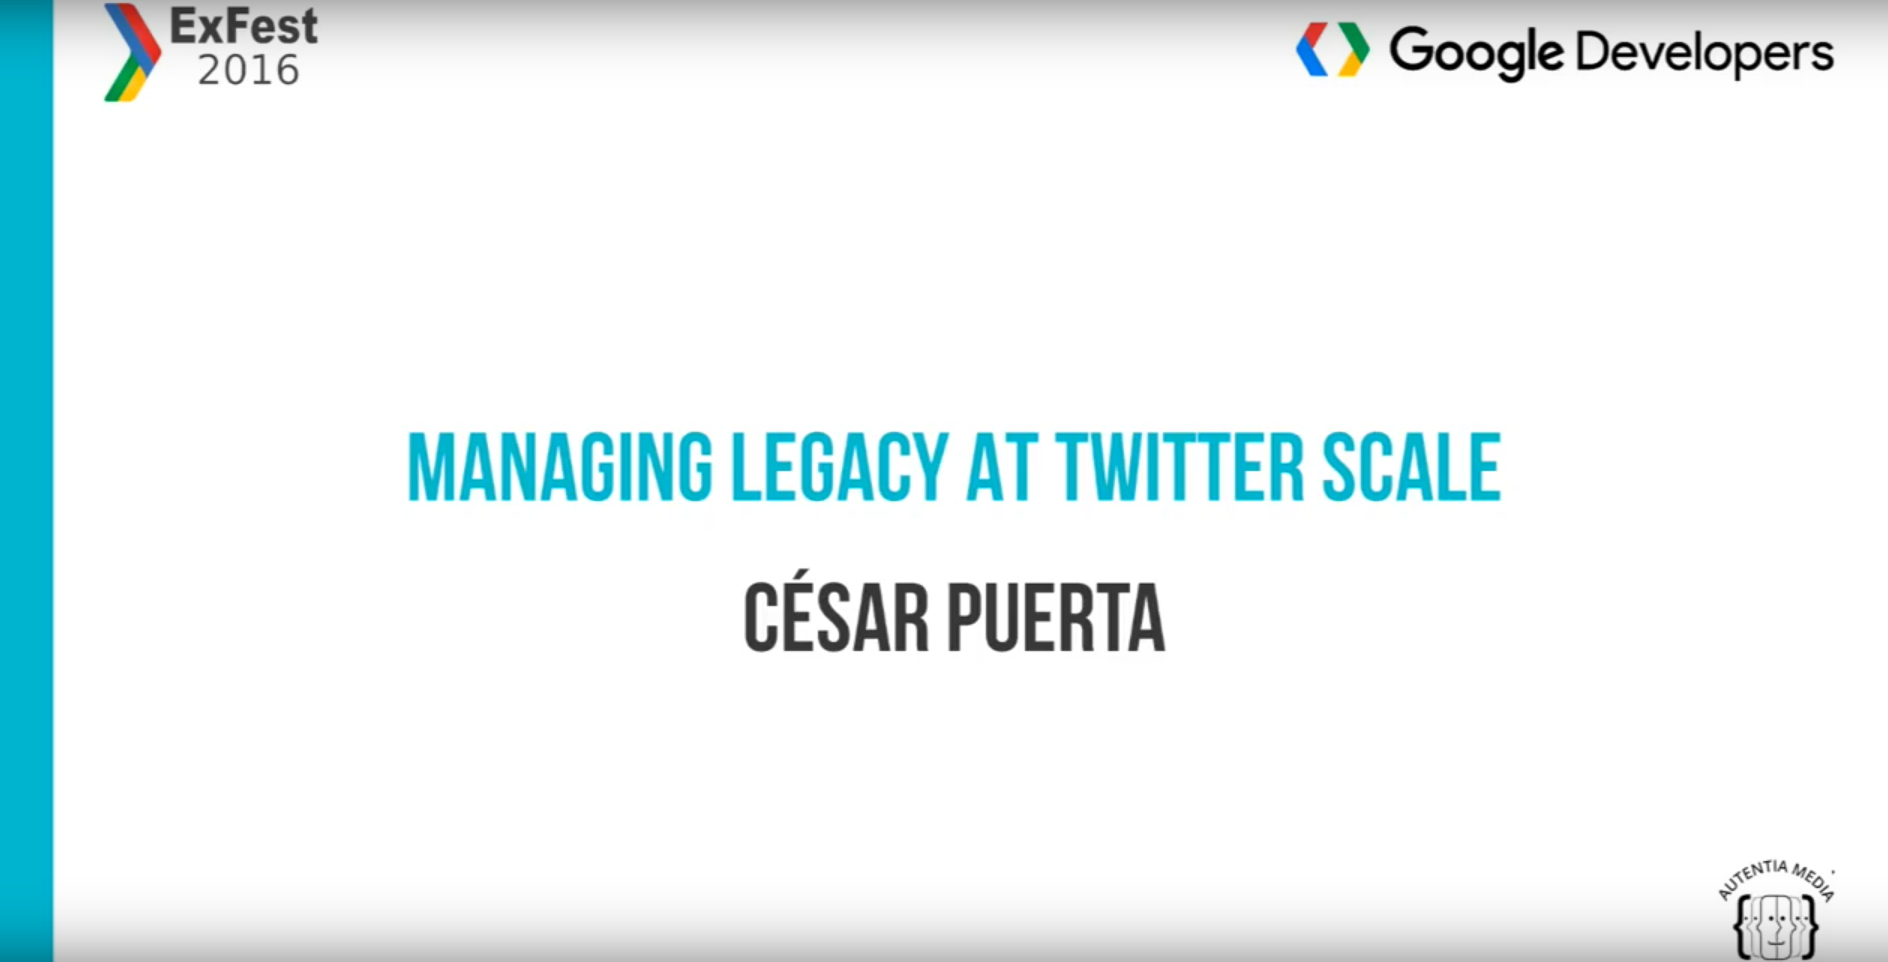 ExFest
2016
Google Developers
MANAGING LEGACY AT TWITTER SCALE
CÉSAR PUERTA
AUTENTIA MEDIA